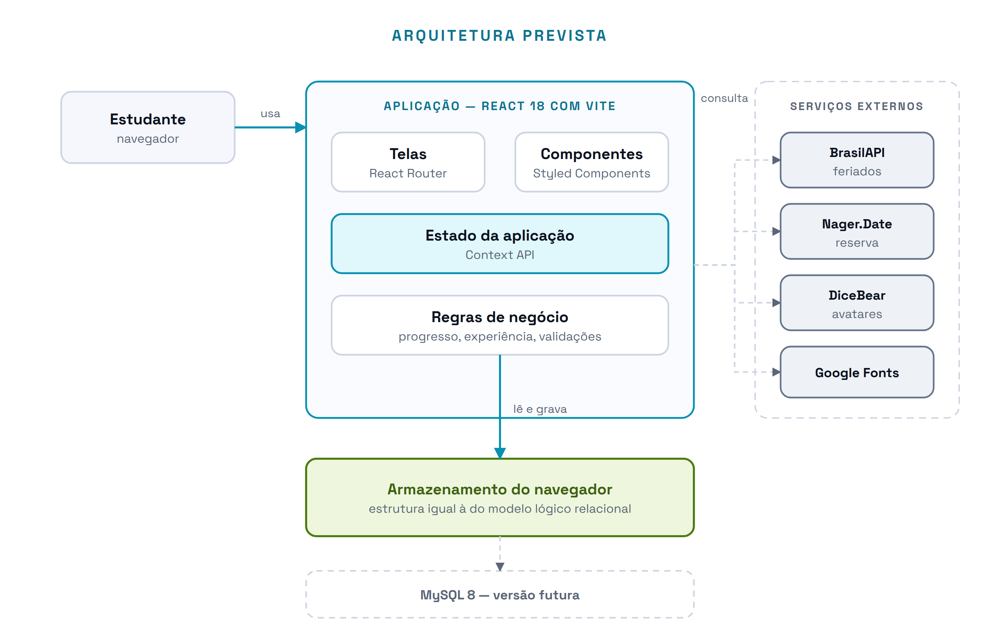 ARQUITETURA PREVISTA
Estudante
navegador
usa
APLICAÇÃO — REACT 18 COM VITE
Telas
React Router
Componentes
Styled Components
Estado da aplicação
Context API
Regras de negócio
progresso, experiência, validações
lê e grava
consulta
SERVIÇOS EXTERNOS
BrasilAPI
feriados
Nager.Date
reserva
DiceBear
avatares
Google Fonts
Armazenamento do navegador
estrutura igual à do modelo lógico relacional
MySQL 8 — versão futura